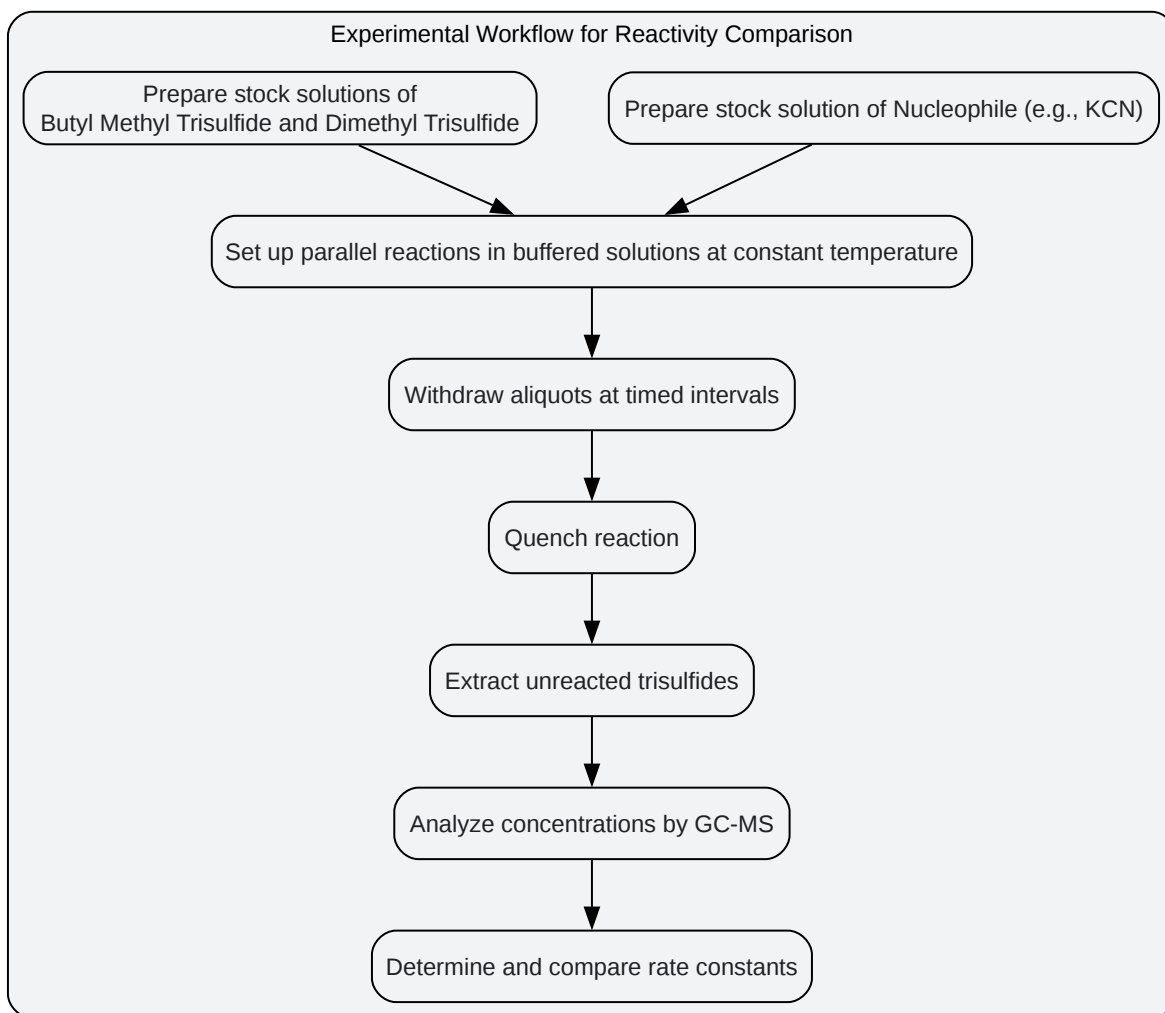 Experimental Workflow for Reactivity Comparison
Prepare stock solutions of
Butyl Methyl Trisulfide and Dimethyl Trisulfide
Prepare stock solution of Nucleophile (e.g., KCN)
Set up parallel reactions in buffered solutions at constant temperature
Withdraw aliquots at timed intervals
Quench reaction
Extract unreacted trisulfides
Analyze concentrations by GC-MS
Determine and compare rate constants